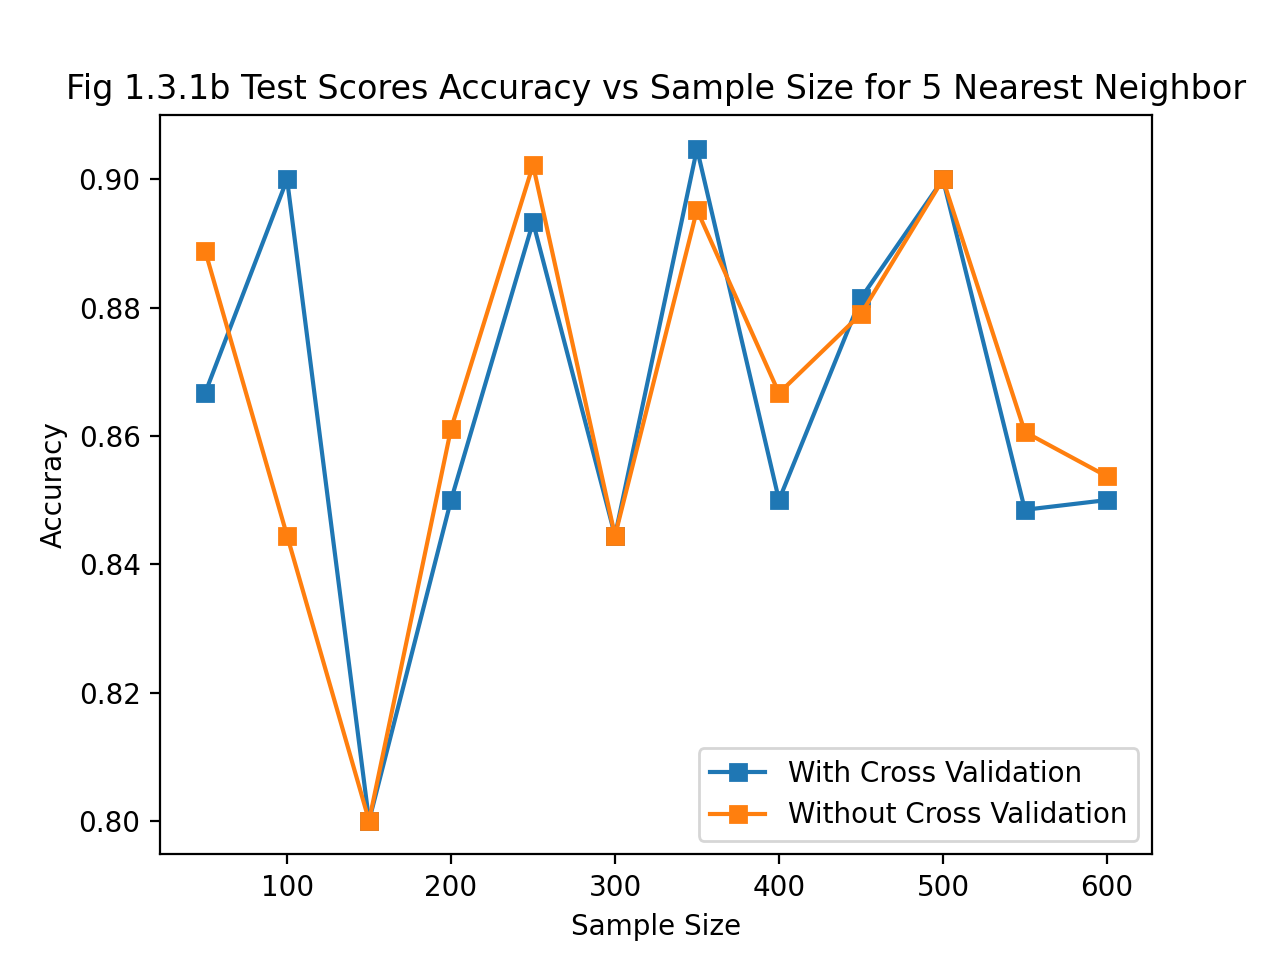 Fig 1.3.1b Test Scores Accuracy vs Sample Size for 5 Nearest Neighbor
0.90
0.88
0.86
0.84
0.82
0.80
Accuracy
With Cross Validation
Without Cross Validation
100 200 300 400 500 600
Sample Size